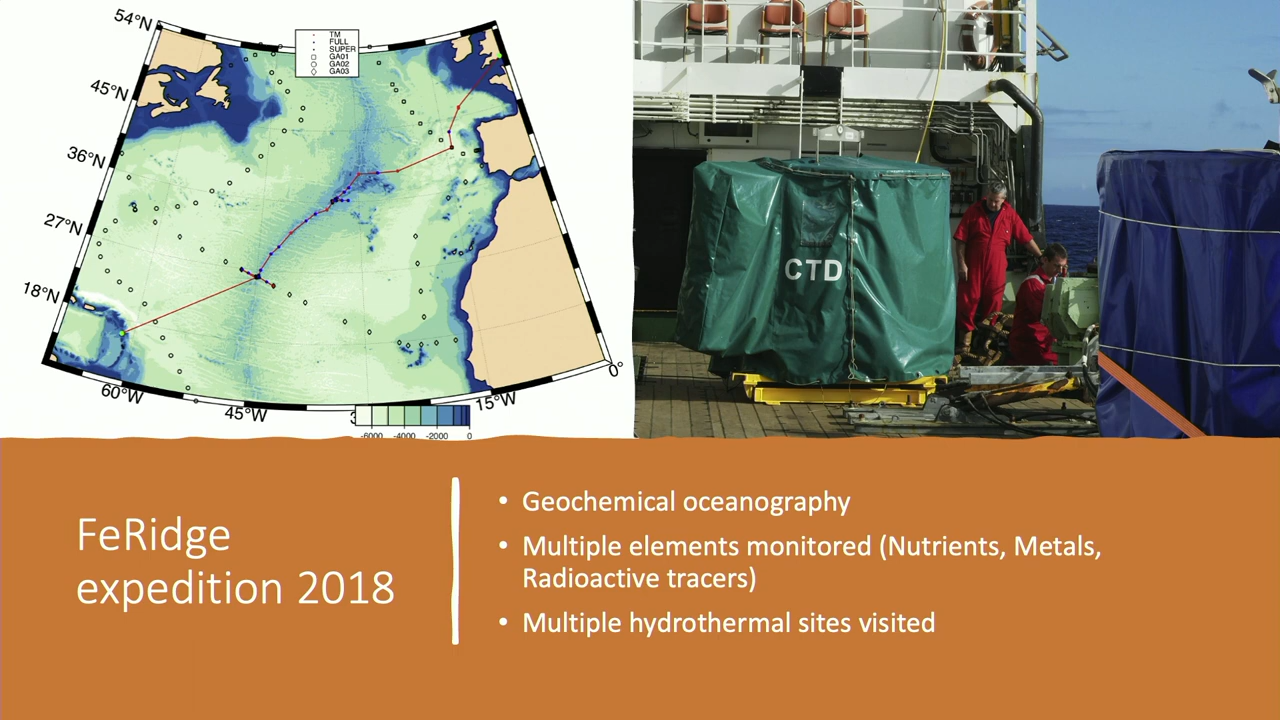 54°N
45°N
36°N
27°N
18°N
TM
FULL
SUPER
GA01
GA02
GA03
60°W
45°W
15°W
0°
-6000 -4000 -2000 0
CTD
FeRidge
expedition 2018
• Geochemical oceanography
• Multiple elements monitored (Nutrients, Metals,
Radioactive tracers)
• Multiple hydrothermal sites visited